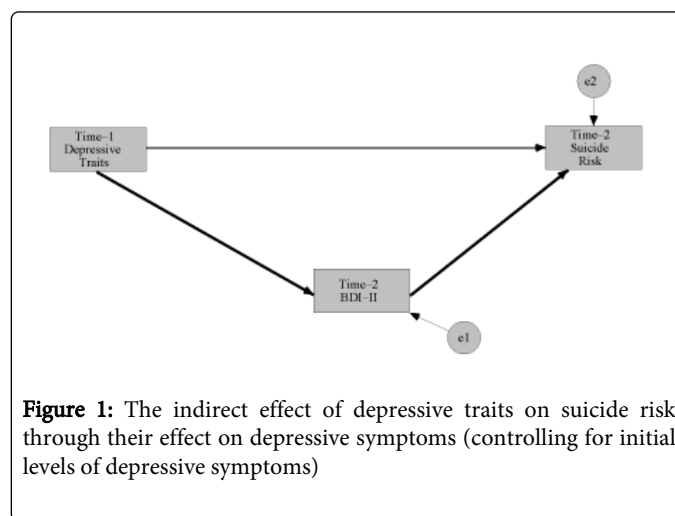 e2
Time–1
Depressive
Traits
Time–2
Suicide
Risk
Time–2
BDI–II
e1
Figure 1: The indirect effect of depressive traits on suicide risk
through their effect on depressive symptoms (controlling for initial
levels of depressive symptoms)